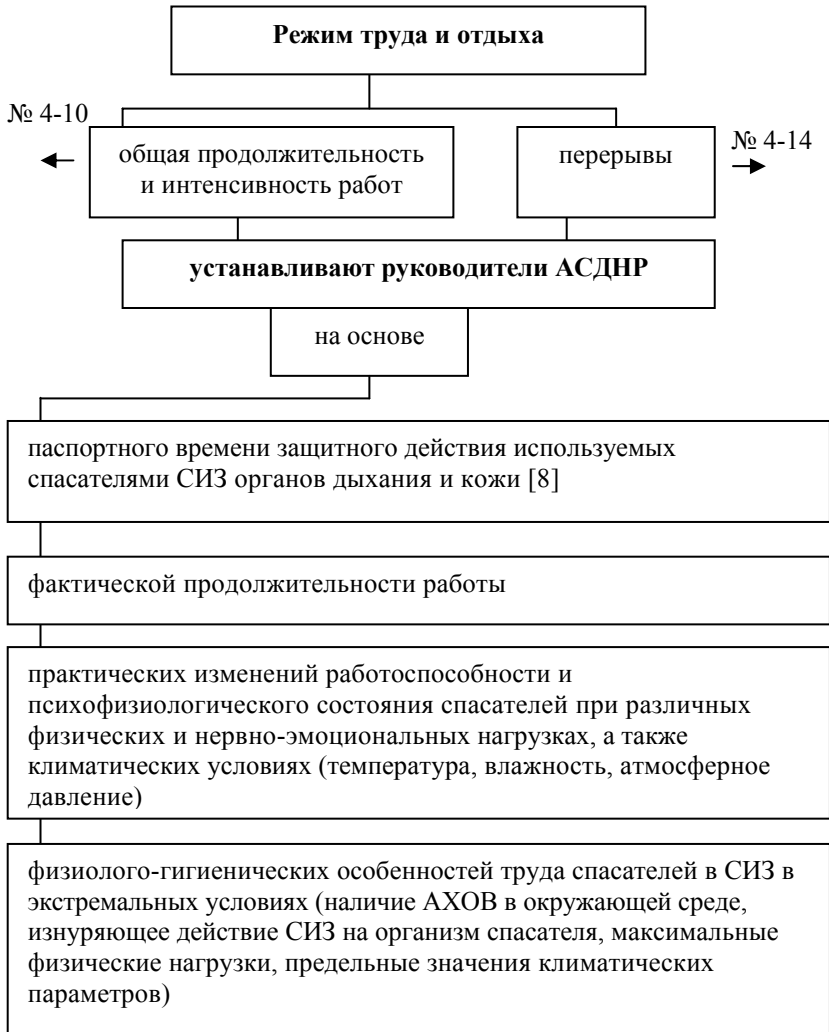 Режим труда и отдыха
№ 4-10
общая продолжительность
и интенсивность работ
перерывы
№ 4-14
устанавливают руководители АСДНР
на основе
паспортного времени защитного действия используемых
спасателями СИЗ органов дыхания и кожи [8]
фактической продолжительности работы
практических изменений работоспособности и
психофизиологического состояния спасателей при различных
физических и нервно-эмоциональных нагрузках, а также
климатических условиях (температура, влажность, атмосферное
давление)
физиолого-гигиенических особенностей труда спасателей в СИЗ в
экстремальных условиях (наличие АХОВ в окружающей среде,
изнуряющее действие СИЗ на организм спасателя, максимальные
физические нагрузки, предельные значения климатических
параметров)